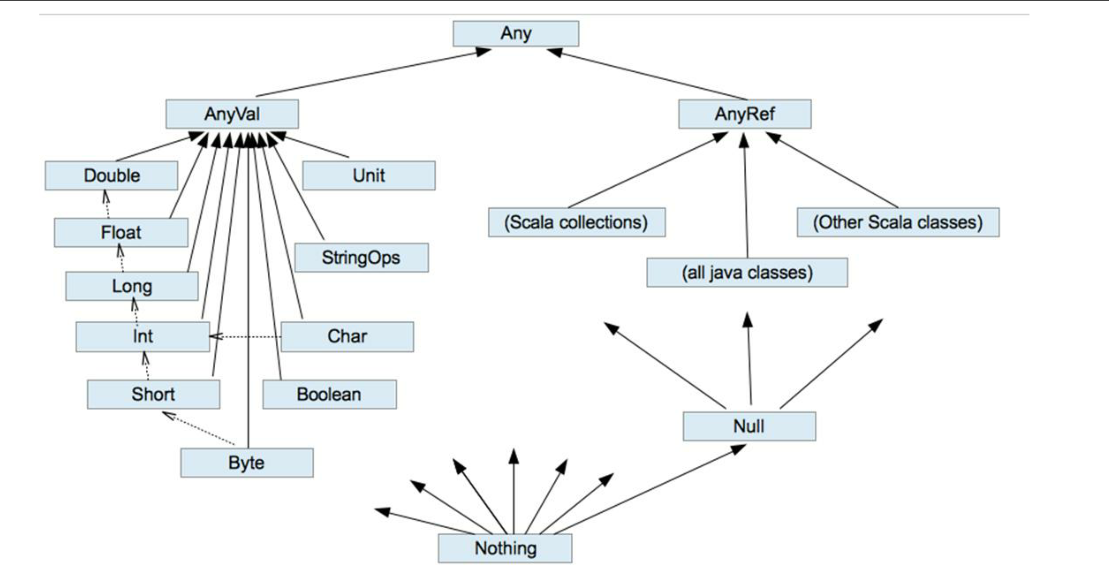 Any
AnyVal
AnyRef
Double
Unit
Float
(Scala collections)
(Other Scala classes)
StringOps
Long
(all java classes)
Int
Char
Short
Boolean
Null
Byte
Nothing